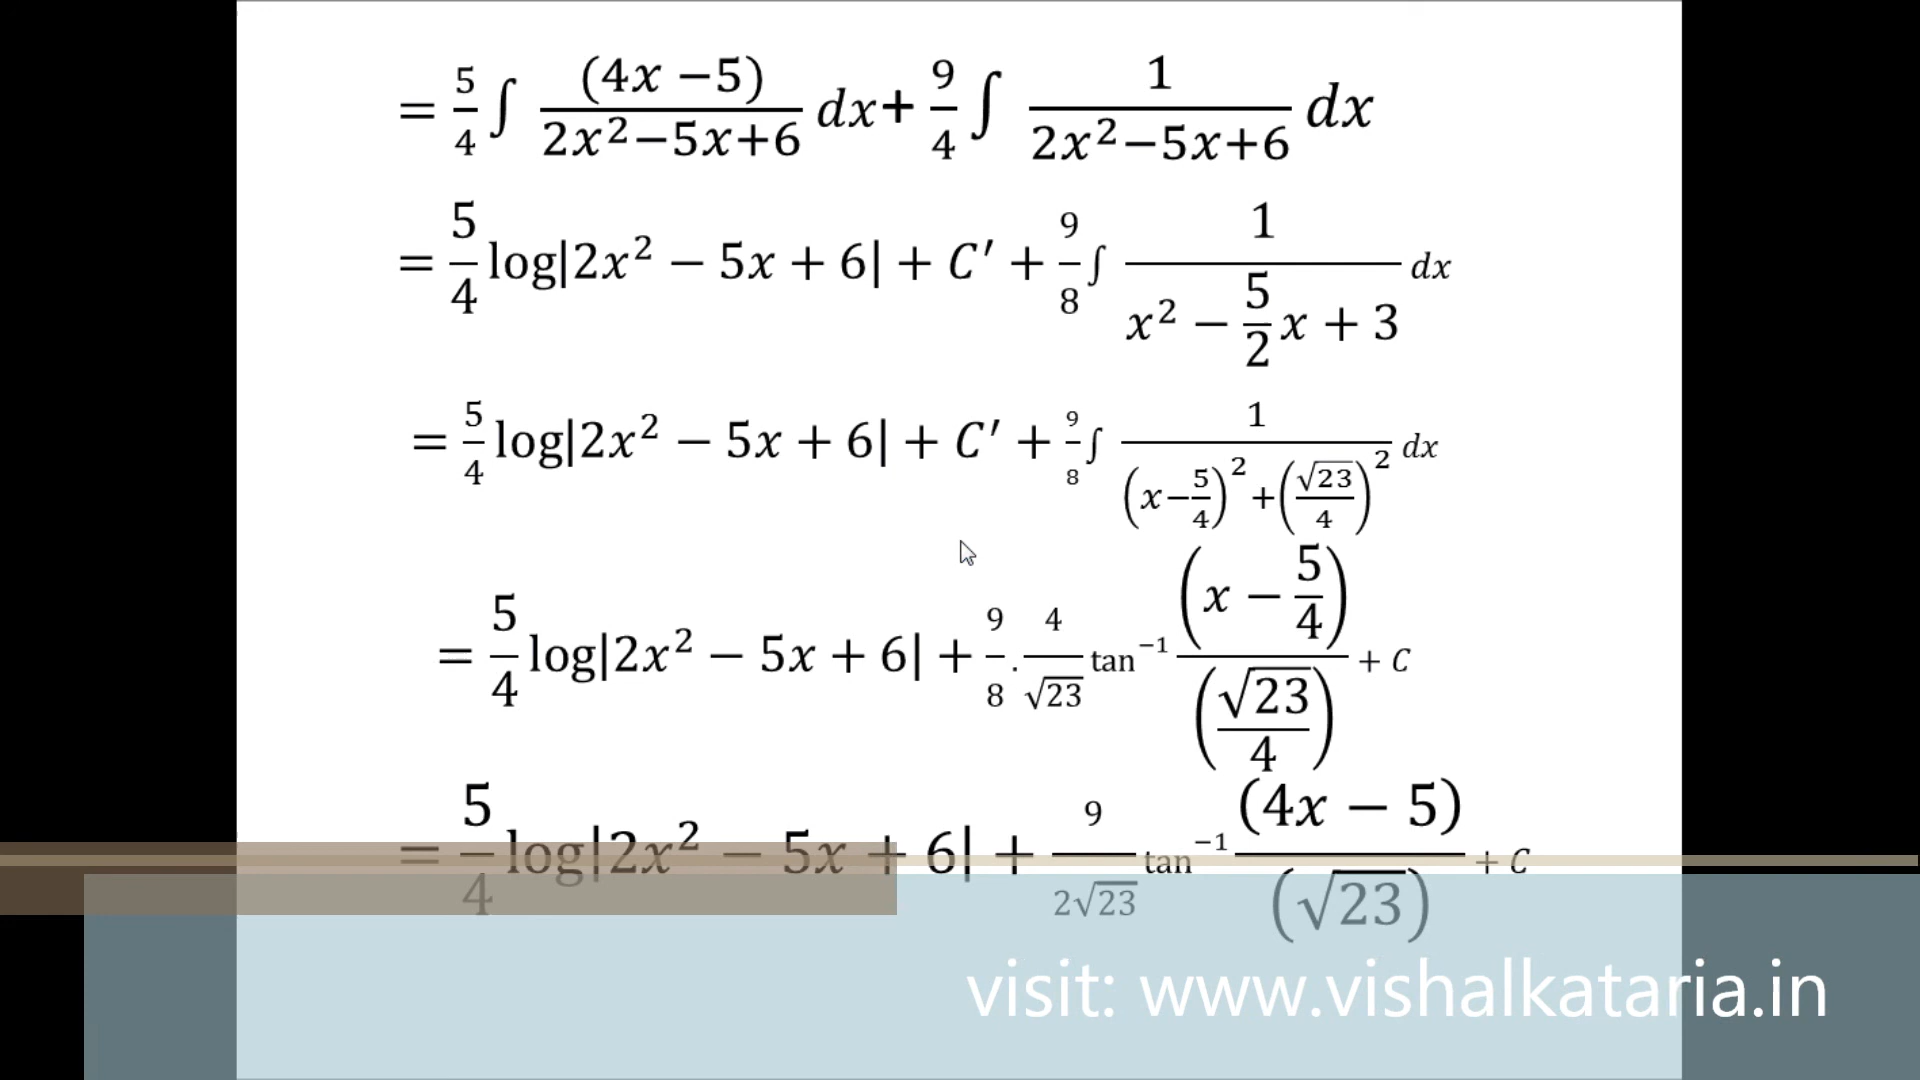 = 5/4 ∫ (4x −5)/(2x²−5x+6) dx + 9/4 ∫ 1/(2x²−5x+6) dx
= 5/4 log|2x² − 5x + 6| + C′ + 9/8 ∫ 1/(x² − 5/2 x + 3) dx
= 5/4 log|2x² − 5x + 6| + C′ + 9/8 ∫ 1/((x−5/4)² + (√23/4)²) dx
= 5/4 log|2x² − 5x + 6| + 9/8 . 4/√23 tan⁻¹ (x − 5/4)/(√23/4) + C
= 5/4 log|2x² − 5x + 6| + 9/(2√23) tan⁻¹ (4x − 5)/(√23) + C
visit: www.vishalkataria.in